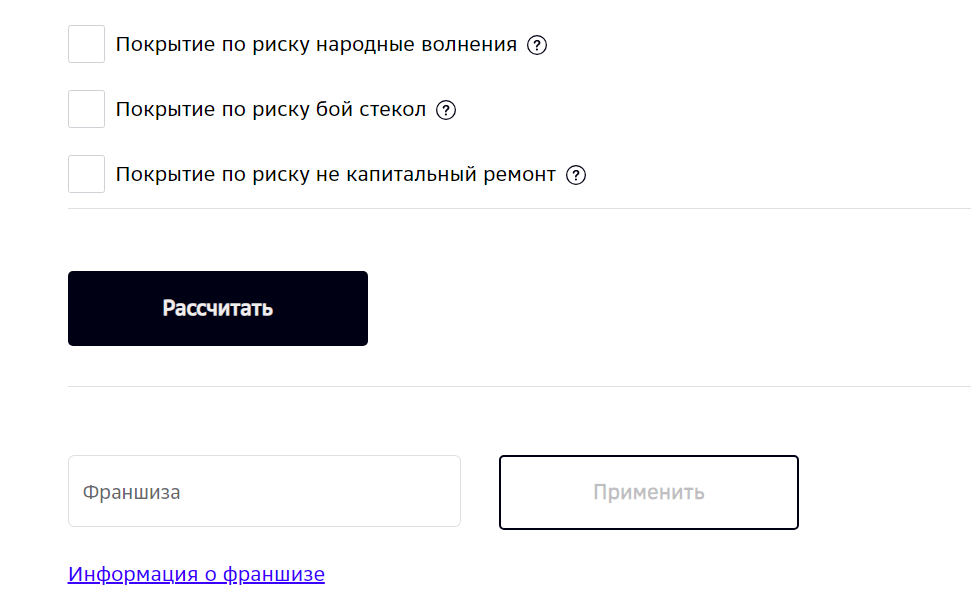 Покрытие по риску народные волнения ?
Покрытие по риску бой стекол ?
Покрытие по риску не капитальный ремонт ?
Рассчитать
Франшиза
Применить
Информация о франшизе